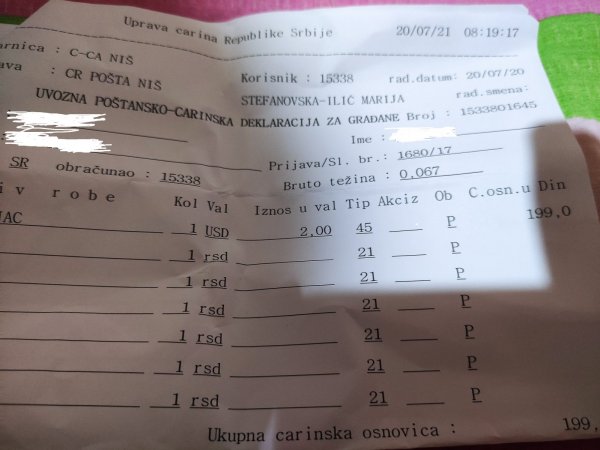 Uprava carina Republike Srbije 20/07/21 08:19:17
arnica : C-CA NIŠ
ava : CR POŠTA NIŠ Korisnik : 15338 rad.datum: 20/07/20
STEFANOVSKA-ILIĆ MARIJA rad.smena:
UVOZNA POŠTANSKO-CARINSKA DEKLARACIJA ZA GRAĐANE Broj : 1533801645
Ime :
Prijava/Sl. br.: 1680/17
SR obračunao : 15338 Bruto težina : 0,067
i v r o b e Kol Val Iznos u val Tip Akciz Ob C.osn.u Din
JAC 1 USD 2,00 45 P 199,0
1 rsd 21 P
1 rsd 21 P
1 rsd 21 P
1 rsd 21 P
1 rsd 21 P
1 rsd 21 P
Ukupna carinska osnovica : 199,